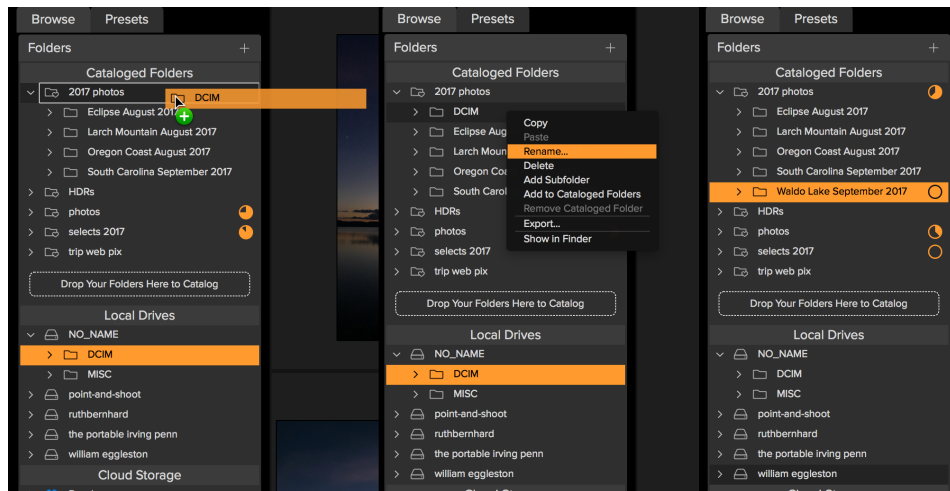 Browse Presets
Folders
Cataloged Folders
2017 photos
DCIM
Eclipse August 2017
Larch Mountain August 2017
Oregon Coast August 2017
South Carolina September 2017
HDRs
photos
selects 2017
trip web pix
Drop Your Folders Here to Catalog
Local Drives
NO_NAME
DCIM
MISC
point-and-shoot
ruthbernhard
the portable irving penn
william eggleston
Cloud Storage
Browse Presets
Folders
Cataloged Folders
2017 photos
DCIM
Eclipse Aug
Larch Moun
Oregon Coa
South Carol
HDRs
photos
selects 2017
trip web pix
Copy
Paste
Rename...
Delete
Add Subfolder
Add to Cataloged Folders
Remove Cataloged Folder
Export...
Show in Finder
Drop Your Folders Here to Catalog
Local Drives
NO_NAME
DCIM
MISC
point-and-shoot
ruthbernhard
the portable irving penn
william eggleston
Browse Presets
Folders
Cataloged Folders
2017 photos
Eclipse August 2017
Larch Mountain August 2017
Oregon Coast August 2017
South Carolina September 2017
Waldo Lake September 2017
HDRs
photos
selects 2017
trip web pix
Drop Your Folders Here to Catalog
Local Drives
NO_NAME
DCIM
MISC
point-and-shoot
ruthbernhard
the portable irving penn
william eggleston